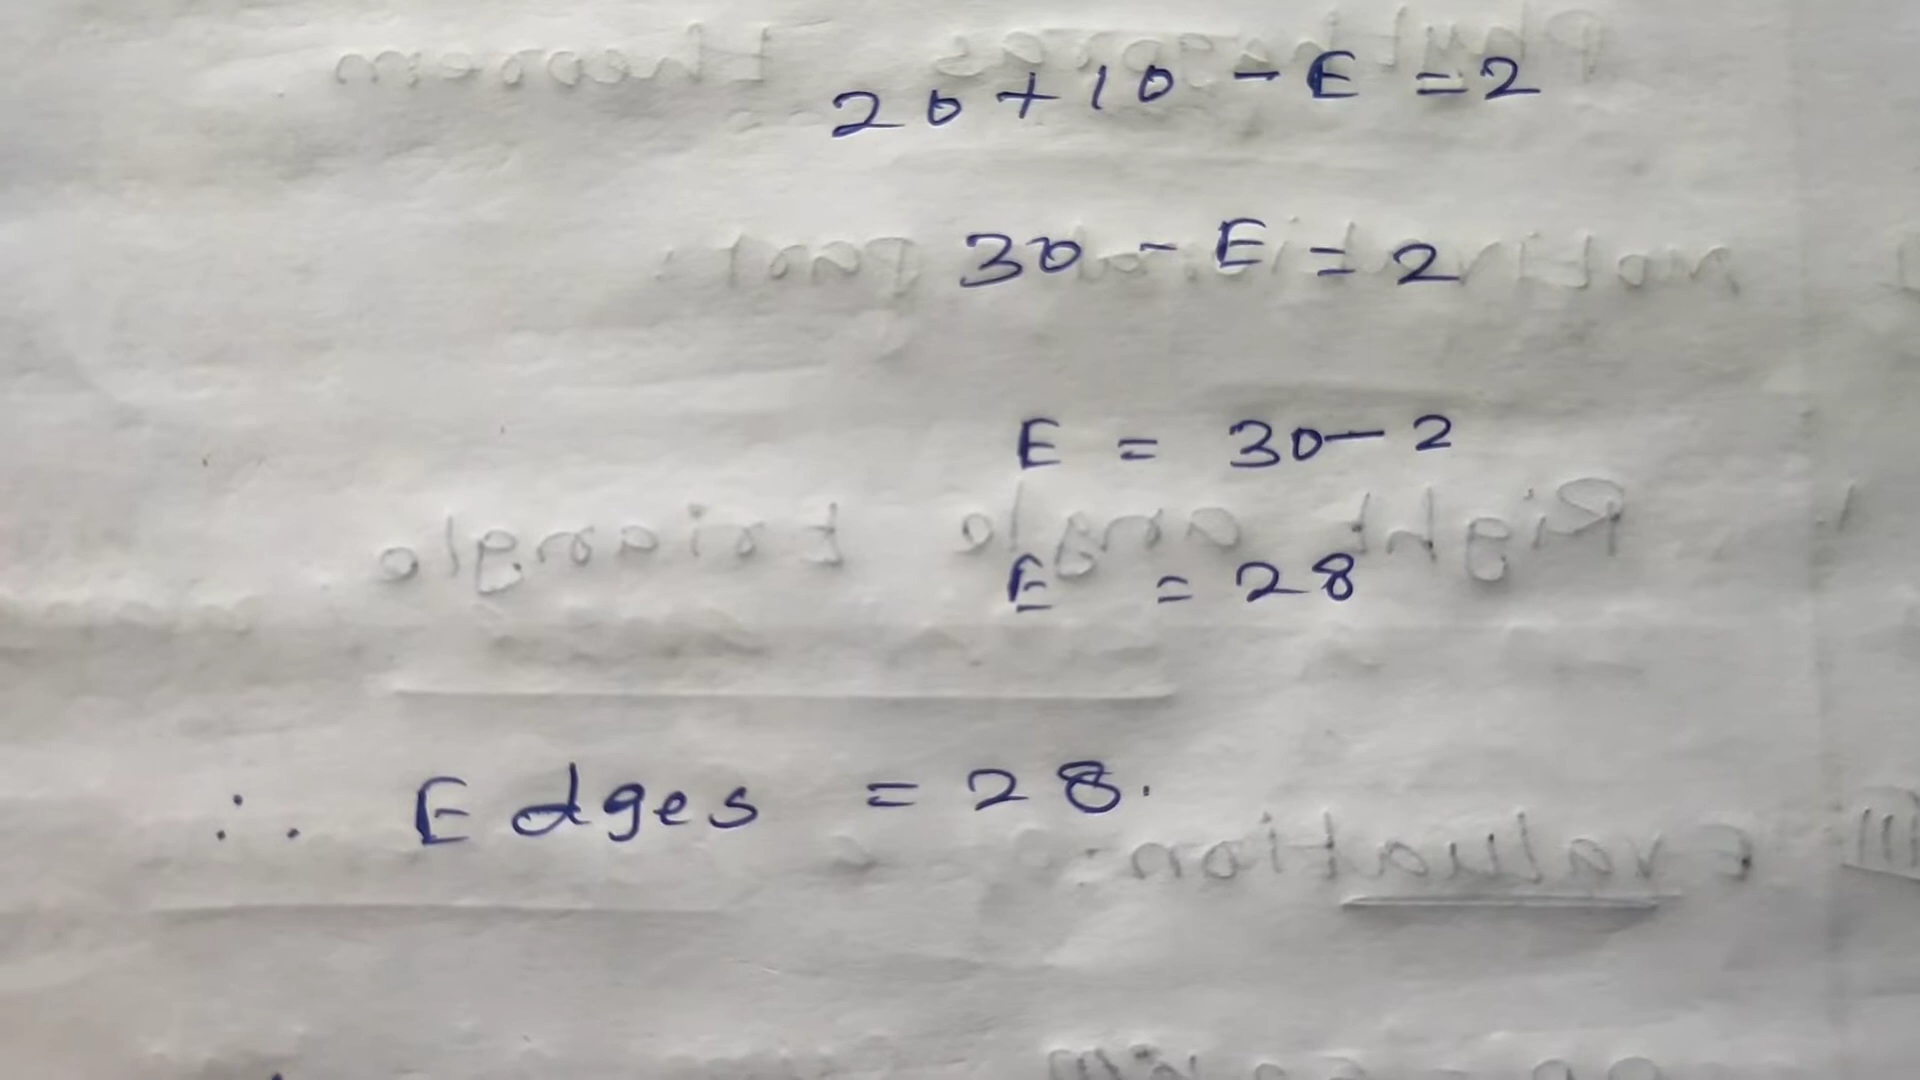 20 + 10 - E = 2
30 - E = 2
E = 30 - 2
E = 28
∴ Edges = 28.